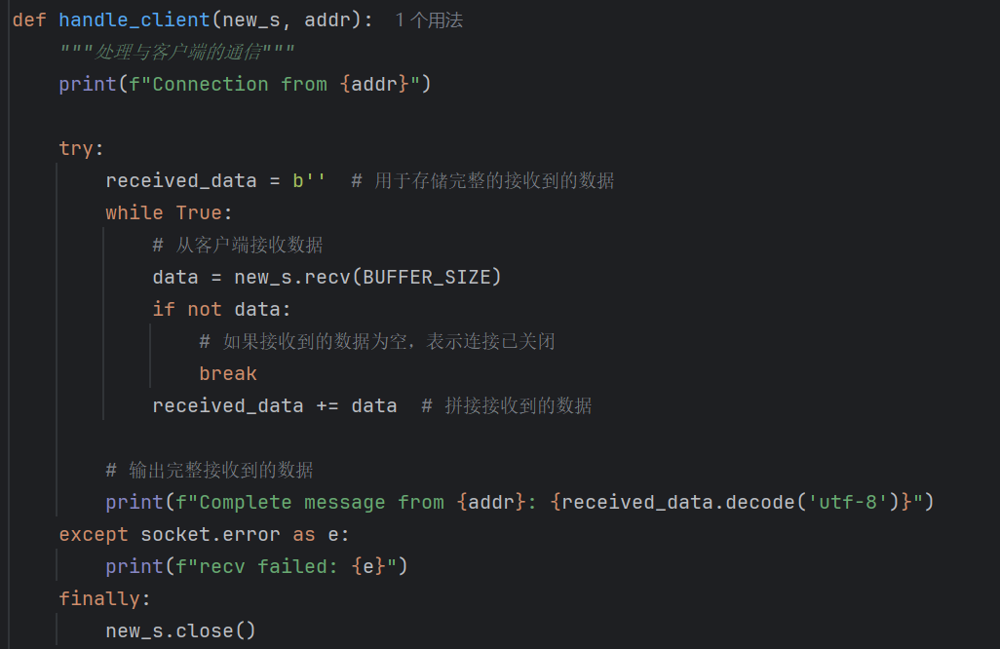 def handle_client(new_s, addr): 1 个用法
    """处理与客户端的通信"""
    print(f"Connection from {addr}")
    try:
        received_data = b''  # 用于存储完整的接收到的数据
        while True:
            # 从客户端接收数据
            data = new_s.recv(BUFFER_SIZE)
            if not data:
                # 如果接收到的数据为空，表示连接已关闭
                break
            received_data += data  # 拼接接收到的数据
        # 输出完整接收到的数据
        print(f"Complete message from {addr}: {received_data.decode('utf-8')}")
    except socket.error as e:
        print(f"recv failed: {e}")
    finally:
        new_s.close()